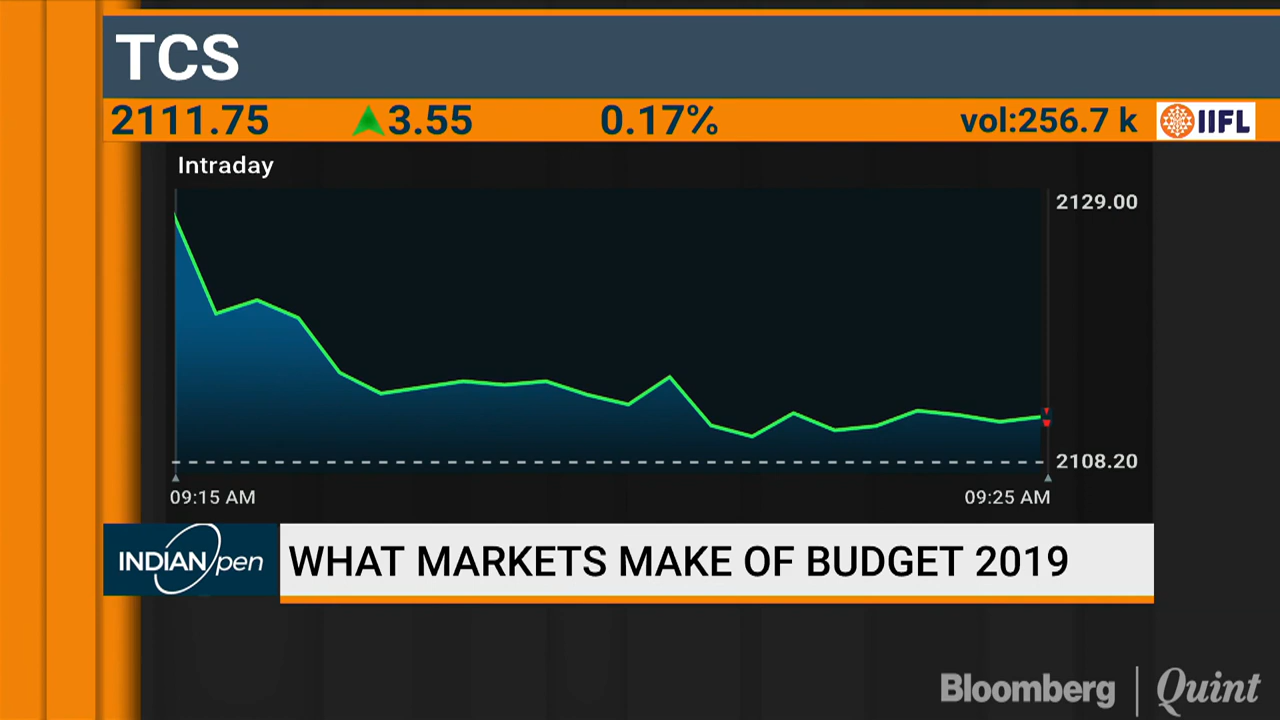 TCS
2111.75 3.55 0.17% vol:256.7 k IIFL
Intraday
2129.00
2108.20
09:15 AM 09:25 AM
INDIAN pen WHAT MARKETS MAKE OF BUDGET 2019
Bloomberg | Quint